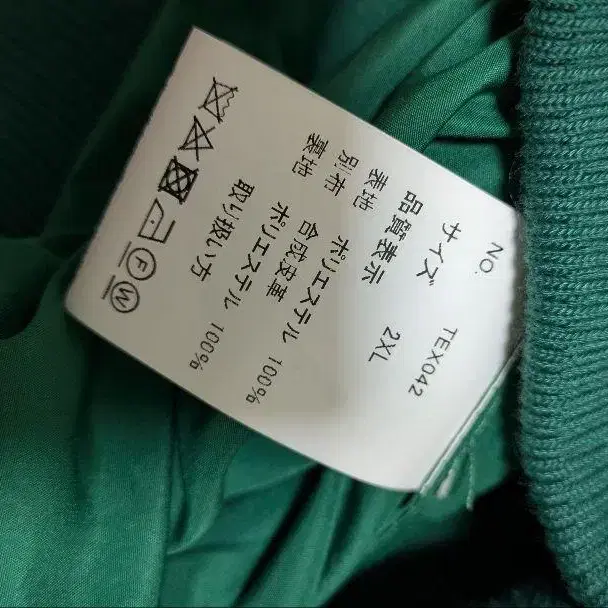 NO. TEX042
サイズ 2XL
品質表示
表地 ポリエステル 100%
別布 合成皮革
裏地 ポリエステル 100%
取り扱い方
F
W